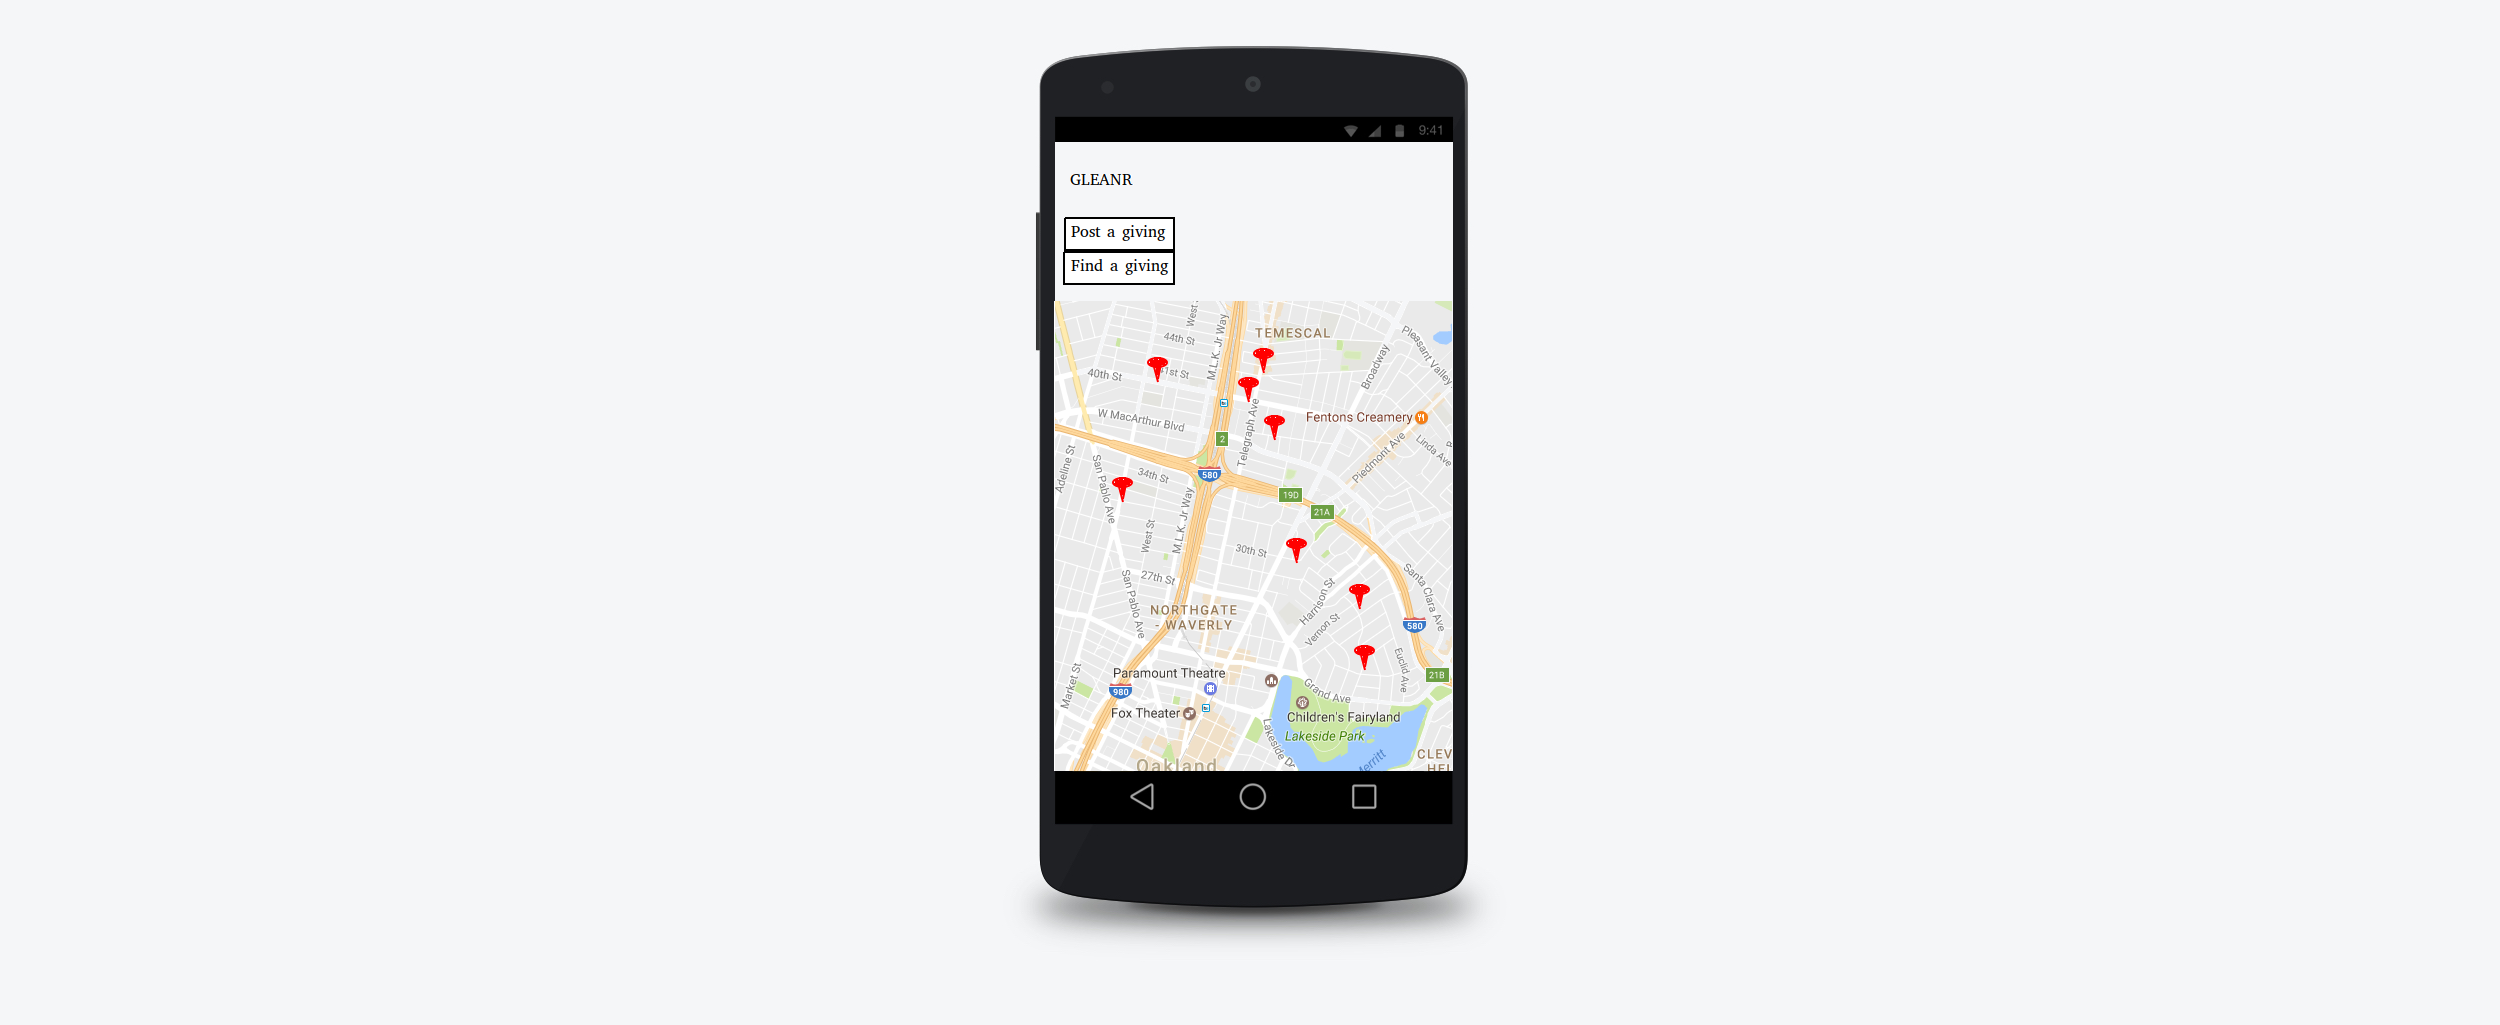 9:41
GLEANR
Post a giving
Find a giving
West
TEMESCAL
Pleasant Valley
44th St
M.L.K. Jr Way
Broadway
40th St
1st St
W MacArthur Blvd
Telegraph Ave
Fentons Creamery
2
Piedmont Ave
Linda Ave
Adeline St
San Pablo Ave
34th St
580
19D
21A
M.L.K. Jr Way
West St
30th St
27th St
San Pablo Ave
Santa Clara Ave
Harrison St
NORTHGATE
- WAVERLY
Vernon St
580
Euclid Ave
Market St
Paramount Theatre
21B
980
Grand Ave
Fox Theater
Children's Fairyland
Lakeside Dr
Lakeside Park
Merritt
CLEV
HEL
Oakland